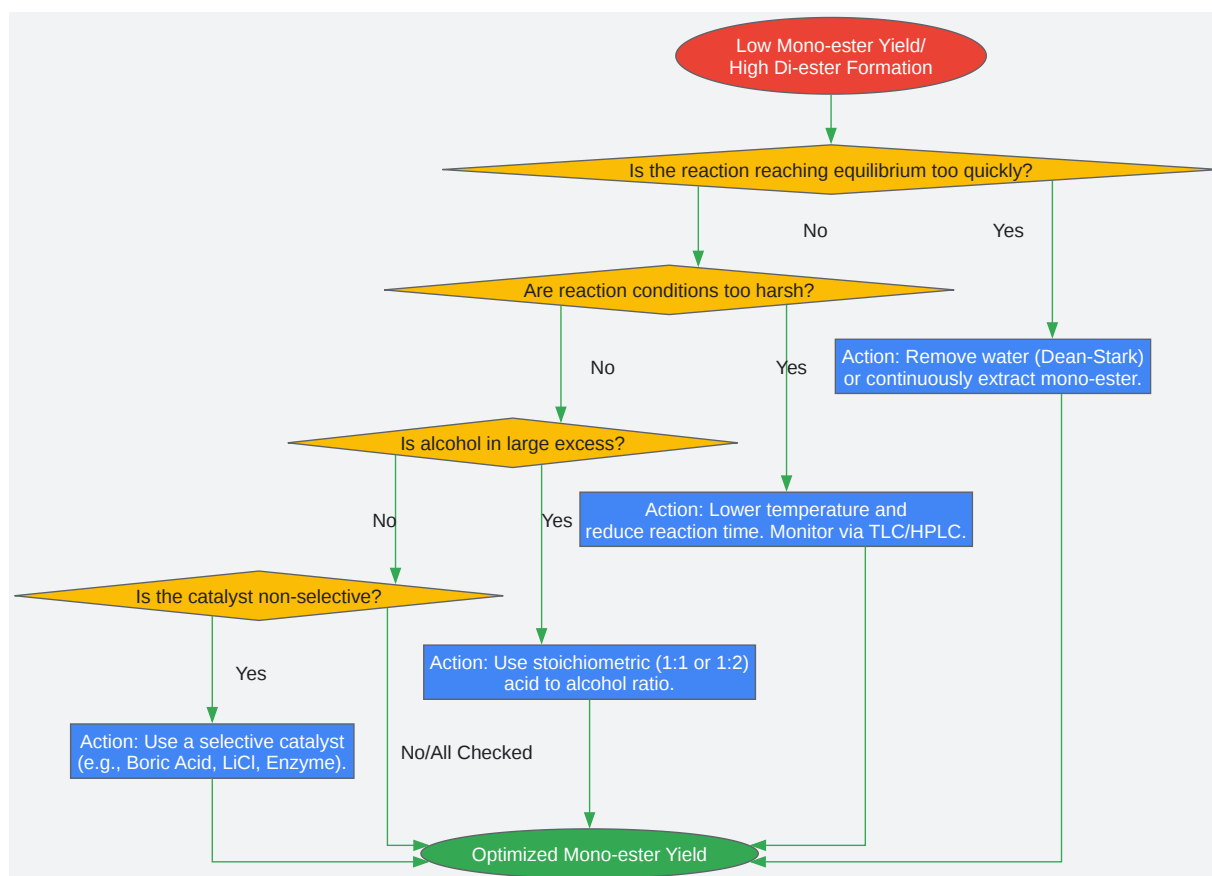 Low Mono-ester Yield/
High Di-ester Formation
Is the reaction reaching equilibrium too quickly?
No
Yes
Are reaction conditions too harsh?
Action: Remove water (Dean-Stark)
or continuously extract mono-ester.
No
Yes
Is alcohol in large excess?
Action: Lower temperature and
reduce reaction time. Monitor via TLC/HPLC.
No
Yes
Is the catalyst non-selective?
Action: Use stoichiometric (1:1 or 1:2)
acid to alcohol ratio.
Yes
Action: Use a selective catalyst
(e.g., Boric Acid, LiCl, Enzyme).
No/All Checked
Optimized Mono-ester Yield